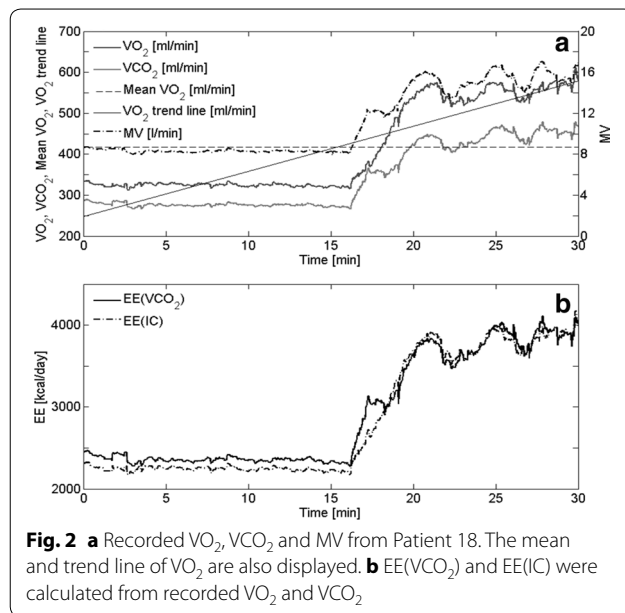 a
VO2 [ml/min]
VCO2 [ml/min]
Mean VO2 [ml/min]
VO2 trend line [ml/min]
MV [l/min]
VO2, VCO2, Mean VO2, VO2 trend line
700
600
500
400
300
200
20
16
12
8
4
0
MV
0 5 10 15 20 25 30
Time [min]
b
EE(VCO2)
EE(IC)
EE [kcal/day]
4000
3000
2000
0 5 10 15 20 25 30
Time [min]
Fig. 2 a Recorded VO2, VCO2 and MV from Patient 18. The mean
and trend line of VO2 are also displayed. b EE(VCO2) and EE(IC) were
calculated from recorded VO2 and VCO2